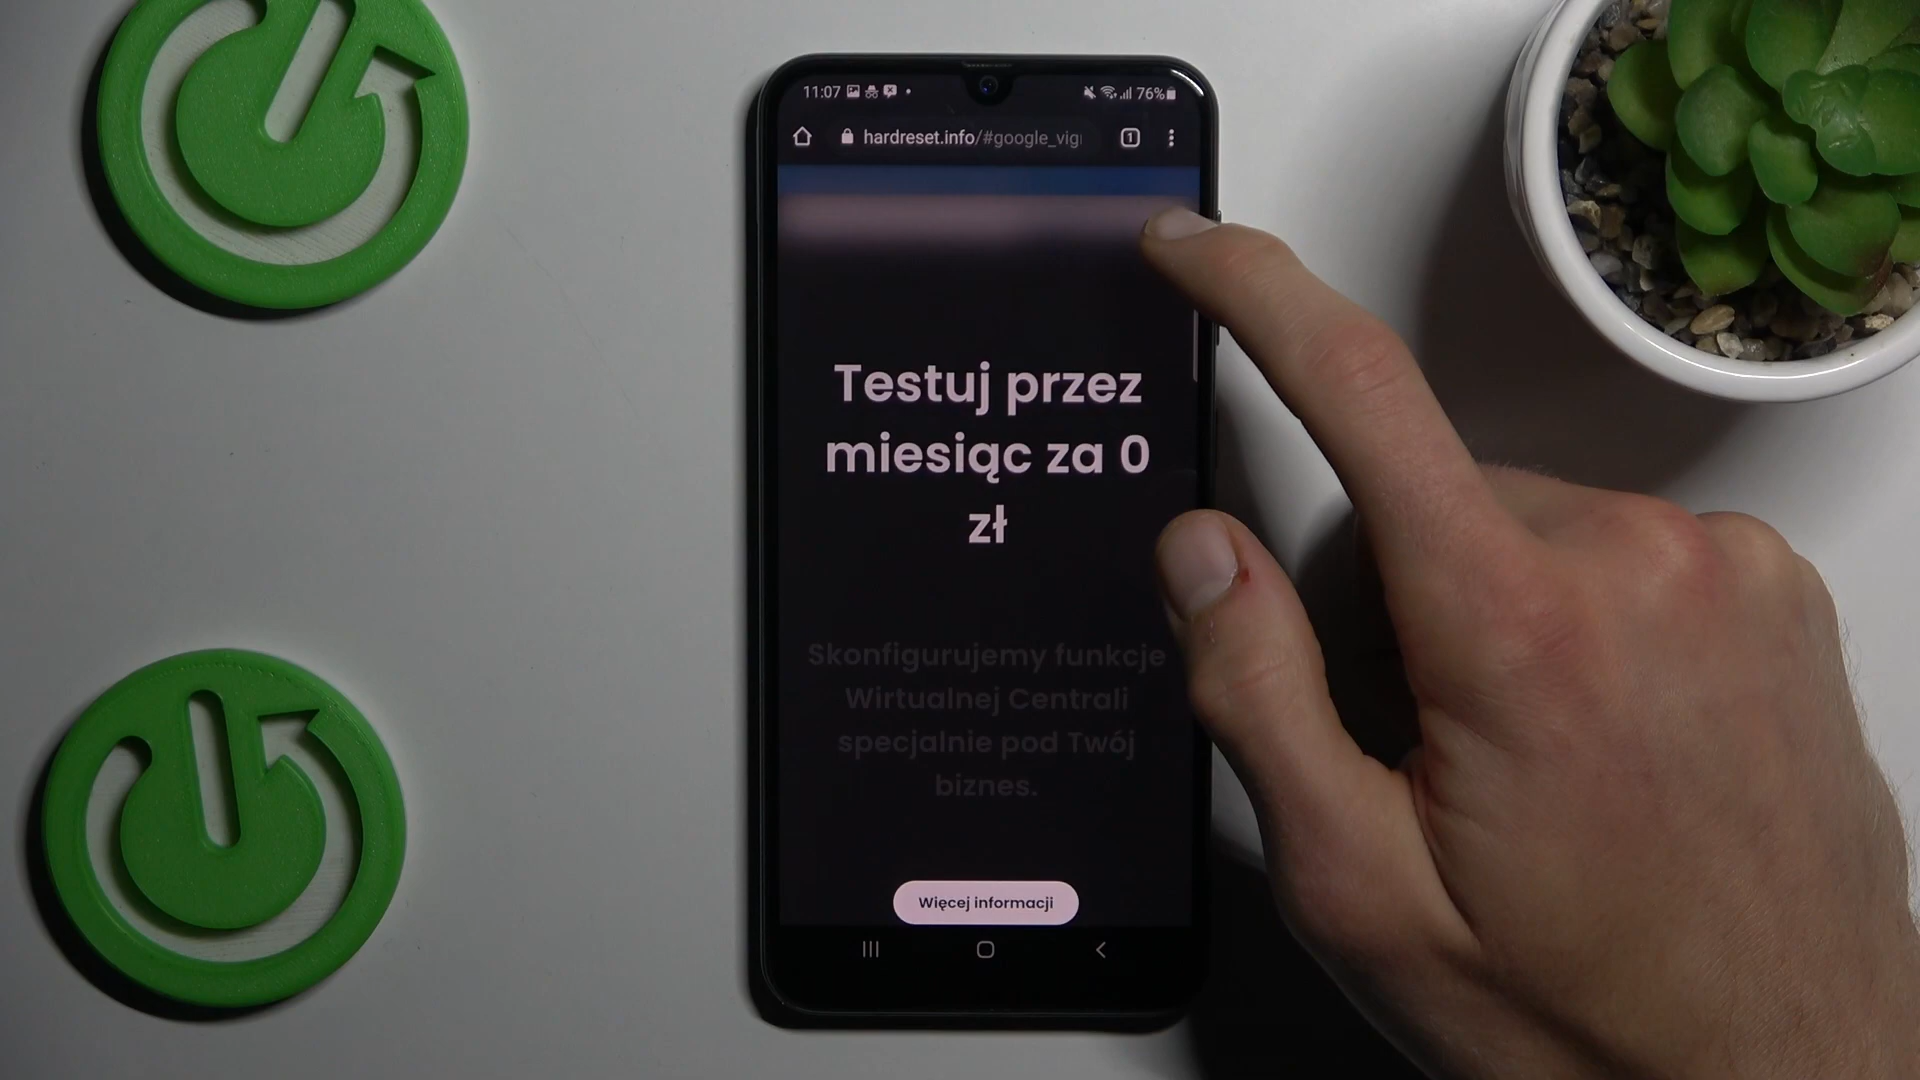 11:07 76%
hardreset.info/#google_vig 1
Testuj przez
miesiąc za 0
zł
Skonfigurujemy funkcje
Wirtualnej Centrali
specjalnie pod Twój
biznes.
Więcej informacji